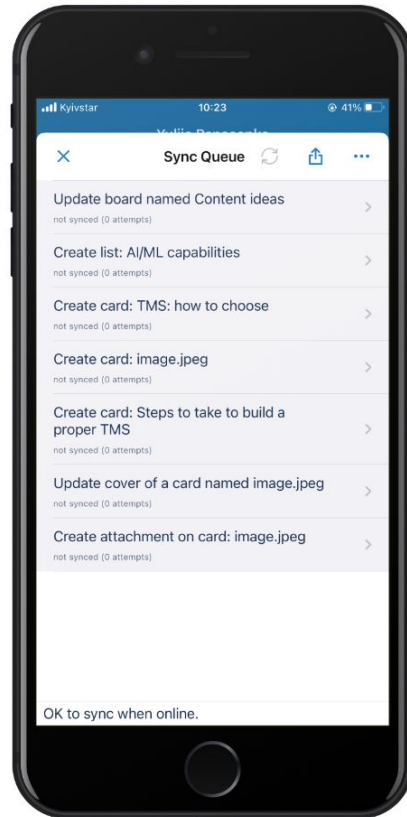 Kyivstar 10:23 41%
Sync Queue
Update board named Content ideas
not synced (0 attempts)
Create list: AI/ML capabilities
not synced (0 attempts)
Create card: TMS: how to choose
not synced (0 attempts)
Create card: image.jpeg
not synced (0 attempts)
Create card: Steps to take to build a
proper TMS
not synced (0 attempts)
Update cover of a card named image.jpeg
not synced (0 attempts)
Create attachment on card: image.jpeg
not synced (0 attempts)
OK to sync when online.